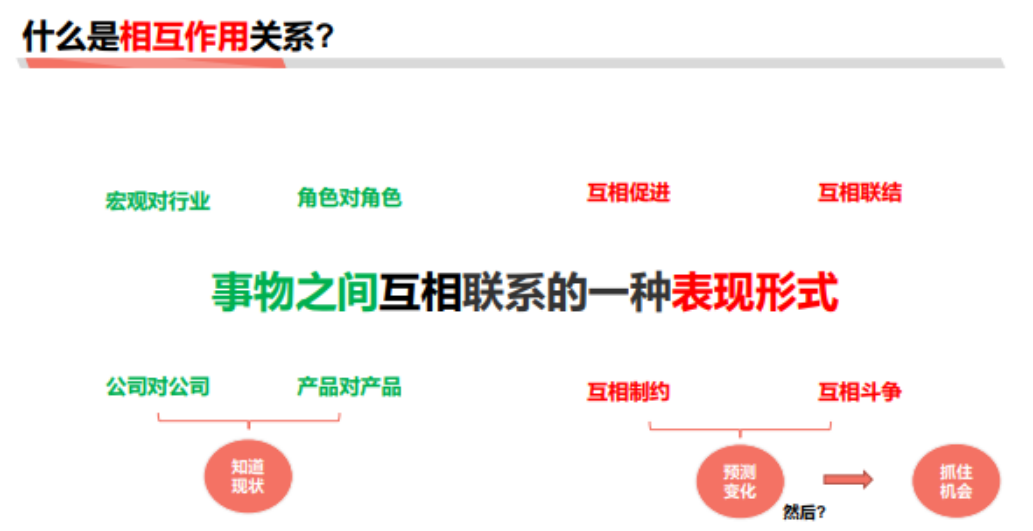 什么是相互作用关系?
宏观对行业
角色对角色
互相促进
互相联结
事物之间互相联系的一种表现形式
公司对公司
产品对产品
互相制约
互相斗争
知道
现状
预测
变化
然后?
抓住
机会